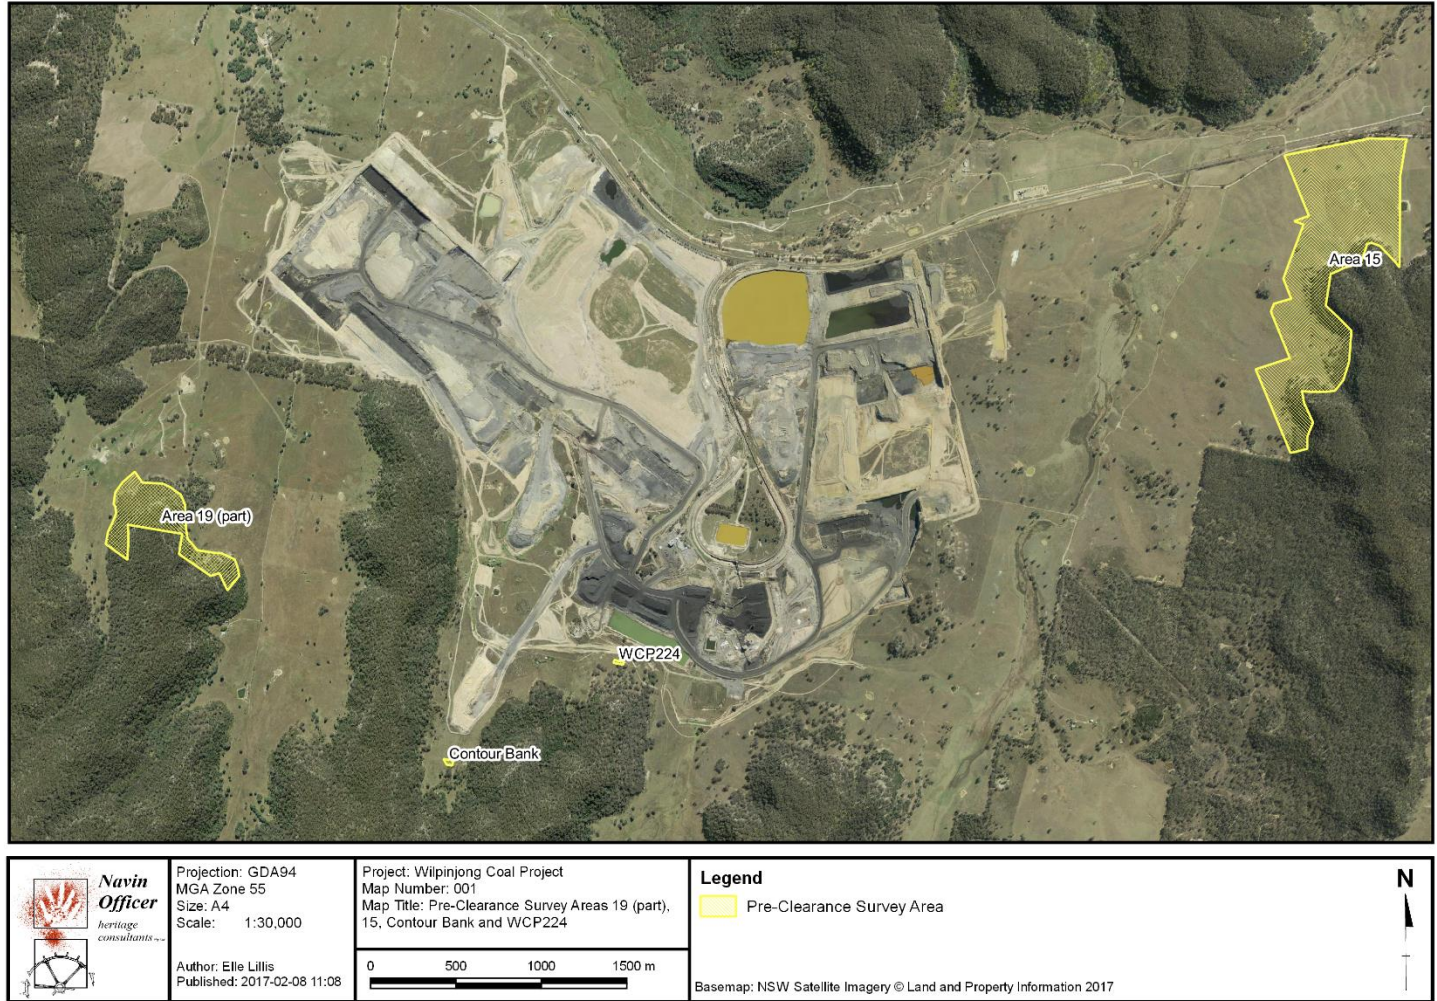 Area 15
Area 19 (part)
WCP224
Contour Bank
Navin
Officer
heritage
consultants
Projection: GDA94
MGA Zone 55
Size: A4
Scale: 1:30,000
Author: Elle Lillis
Published: 2017-02-08 11:08
Project: Wilpinjong Coal Project
Map Number: 001
Map Title: Pre-Clearance Survey Areas 19 (part),
15, Contour Bank and WCP224
0 500 1000 1500 m
Legend
Pre-Clearance Survey Area
N
Basemap: NSW Satellite Imagery © Land and Property Information 2017